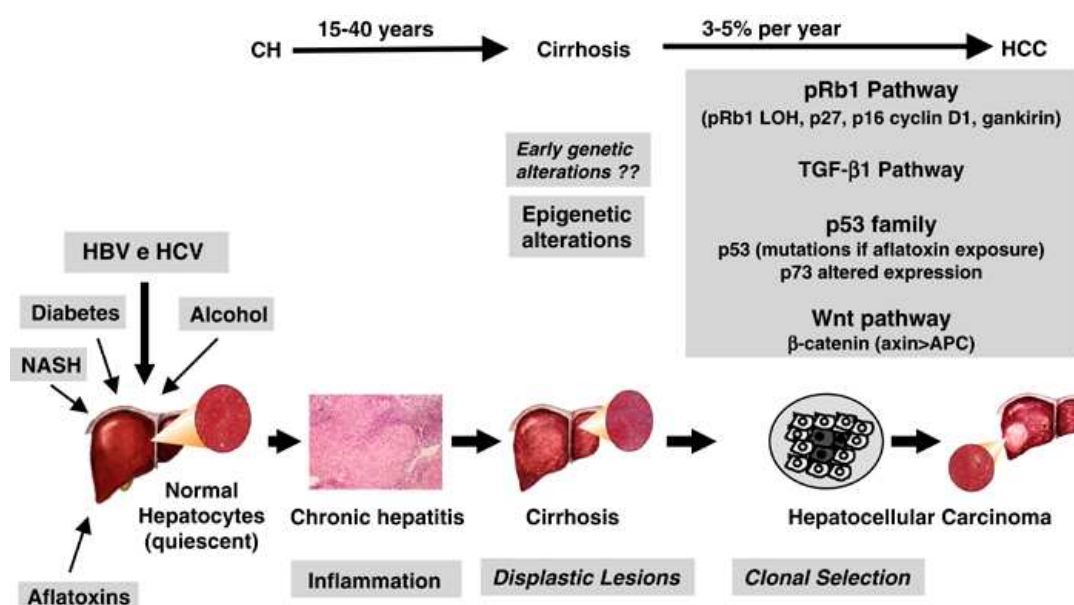 15-40 years
3-5% per year
CH
Cirrhosis
HCC
pRb1 Pathway
(pRb1 LOH, p27, p16 cyclin D1, gankirin)
Early genetic
alterations ??
TGF-β1 Pathway
Epigenetic
alterations
p53 family
p53 (mutations if aflatoxin exposure)
p73 altered expression
HBV e HCV
Diabetes
Alcohol
Wnt pathway
β-catenin (axin>APC)
NASH
Normal
Hepatocytes
(quiescent)
Chronic hepatitis
Cirrhosis
Hepatocellular Carcinoma
Aflatoxins
Inflammation
Displastic Lesions
Clonal Selection